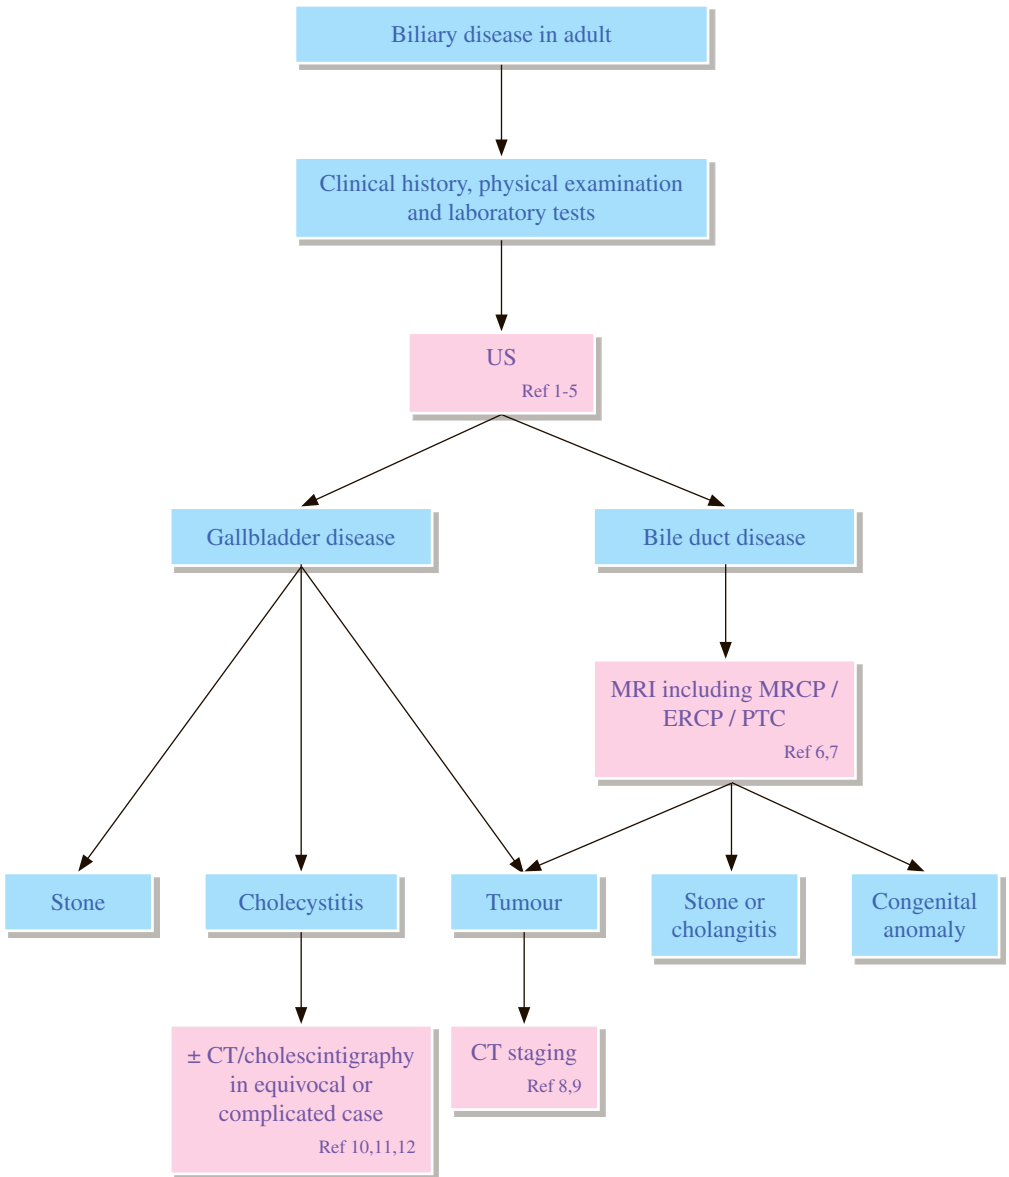 Biliary disease in adult
Clinical history, physical examination
and laboratory tests
US
Ref 1-5
Gallbladder disease
Bile duct disease
MRI including MRCP /
ERCP / PTC
Ref 6,7
Stone
Cholecystitis
Tumour
Stone or
cholangitis
Congenital
anomaly
± CT/cholescintigraphy
in equivocal or
complicated case
Ref 10,11,12
CT staging
Ref 8,9